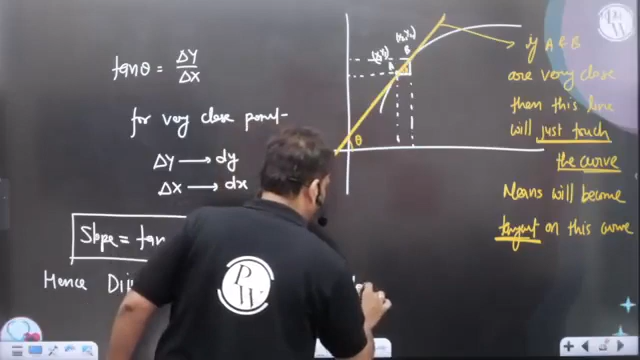 tanθ = ΔY/ΔX
for very close point
ΔY → dy
ΔX → dx
Slope = tan
Hence
A
B
θ
if A & B
are very close
then this line
will just touch
the curve
Means will become
tangent on this curve
P
W